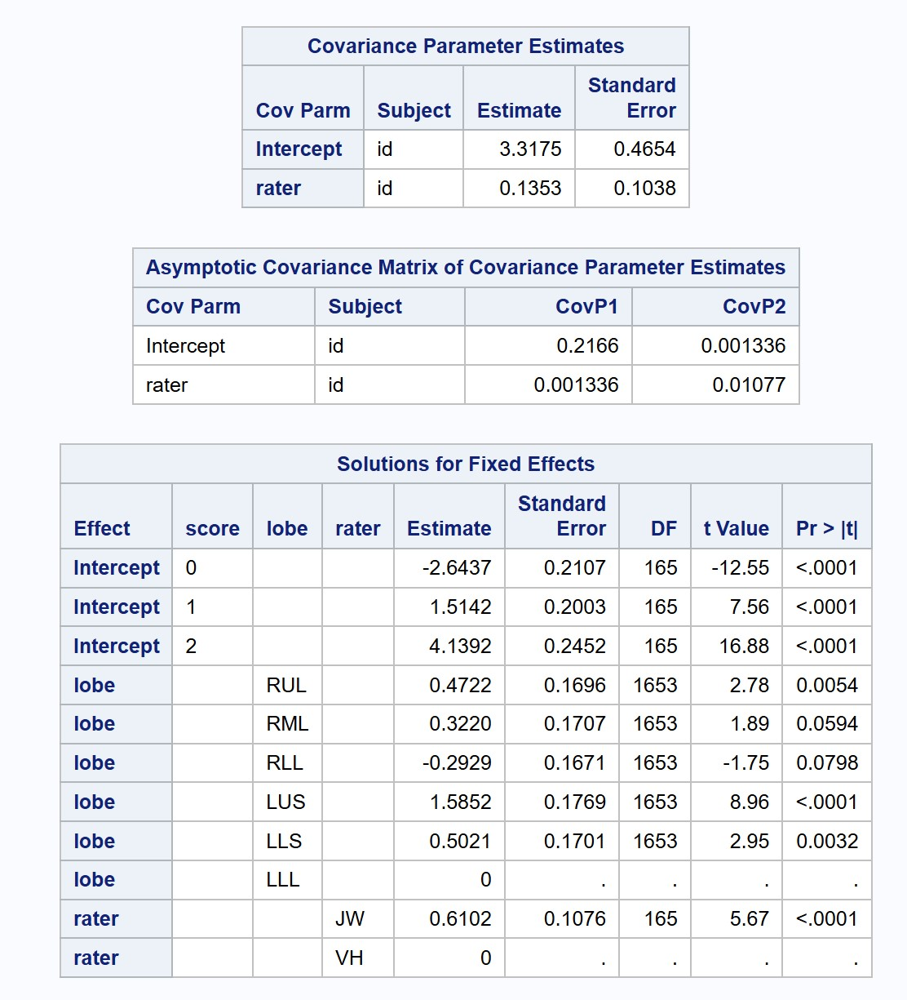 Covariance Parameter Estimates
Cov Parm Subject Estimate Standard Error
Intercept id 3.3175 0.4654
rater id 0.1353 0.1038
Asymptotic Covariance Matrix of Covariance Parameter Estimates
Cov Parm Subject CovP1 CovP2
Intercept id 0.2166 0.001336
rater id 0.001336 0.01077
Solutions for Fixed Effects
Effect score lobe rater Estimate Standard Error DF t Value Pr > |t|
Intercept 0 -2.6437 0.2107 165 -12.55 <.0001
Intercept 1 1.5142 0.2003 165 7.56 <.0001
Intercept 2 4.1392 0.2452 165 16.88 <.0001
lobe RUL 0.4722 0.1696 1653 2.78 0.0054
lobe RML 0.3220 0.1707 1653 1.89 0.0594
lobe RLL -0.2929 0.1671 1653 -1.75 0.0798
lobe LUS 1.5852 0.1769 1653 8.96 <.0001
lobe LLS 0.5021 0.1701 1653 2.95 0.0032
lobe LLL 0 . . . .
rater JW 0.6102 0.1076 165 5.67 <.0001
rater VH 0 . . . .